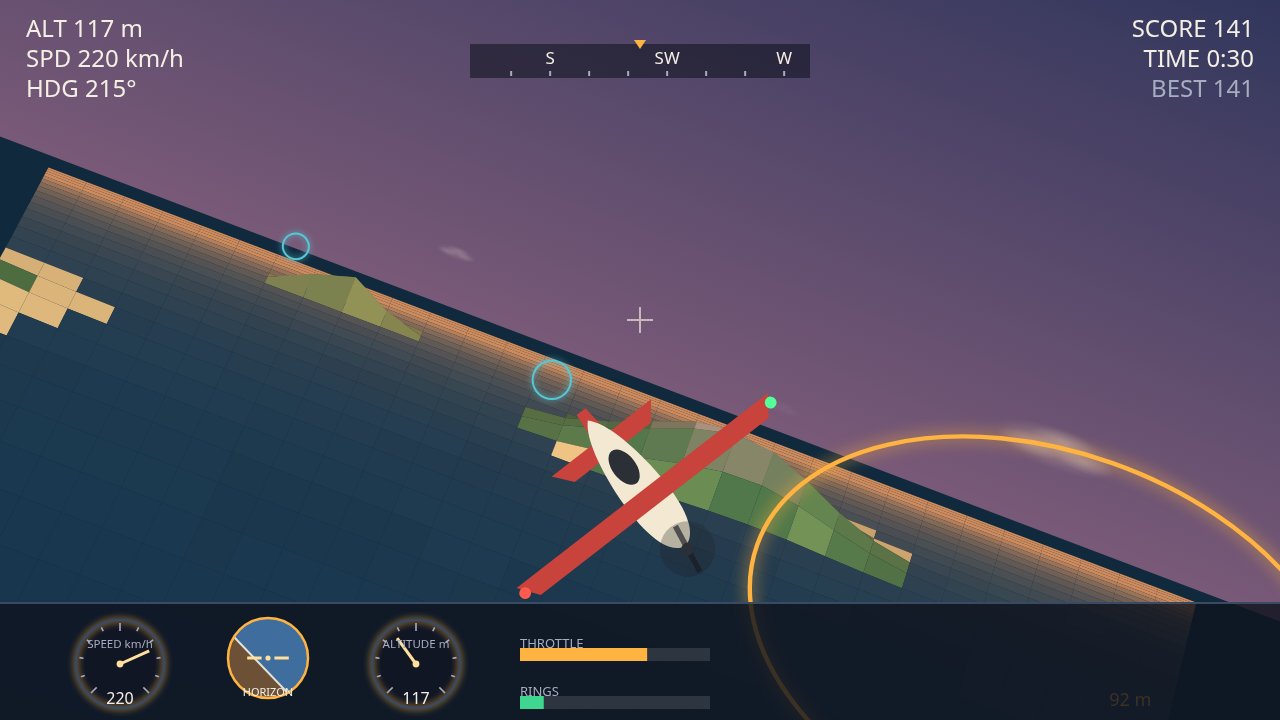 ALT 117 m
SPD 220 km/h
HDG 215°
S SW W
SCORE 141
TIME 0:30
BEST 141
SPEED km/h
220
HORIZON
ALTITUDE m
117
THROTTLE
RINGS
92 m